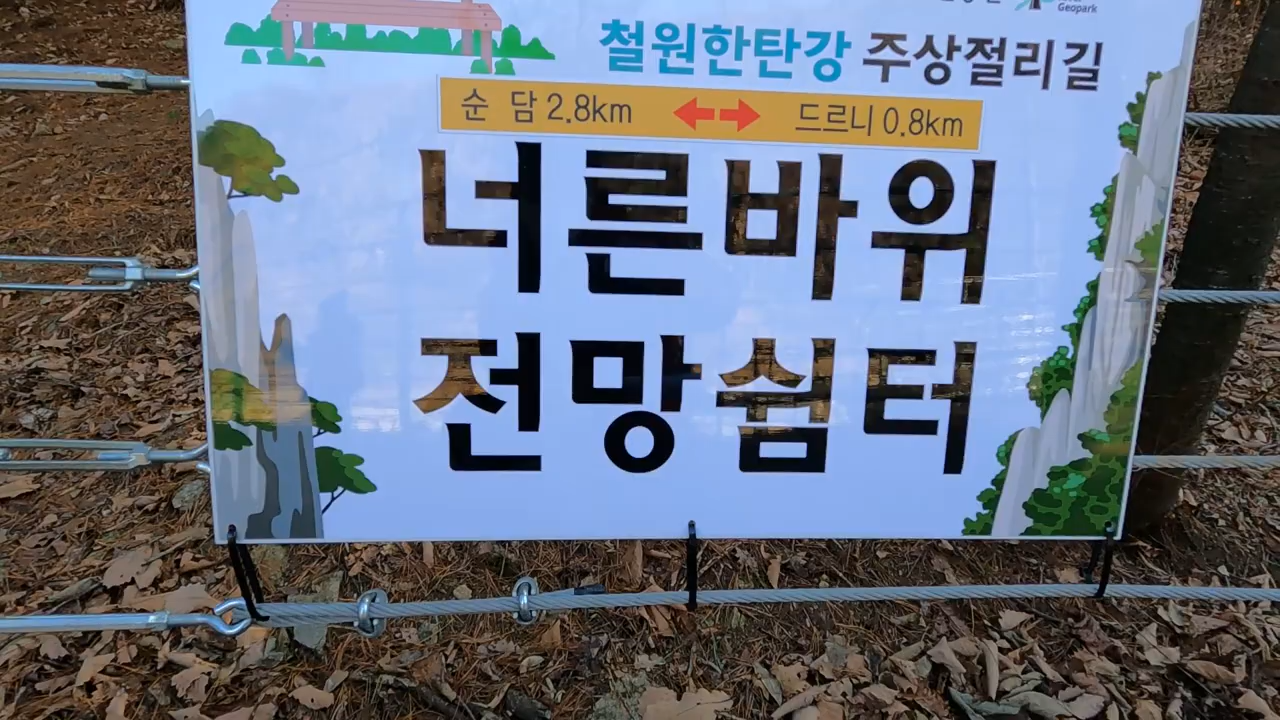 Geopark
철원한탄강 주상절리길
순 담 2.8km 드르니 0.8km
너른바위
전망쉼터